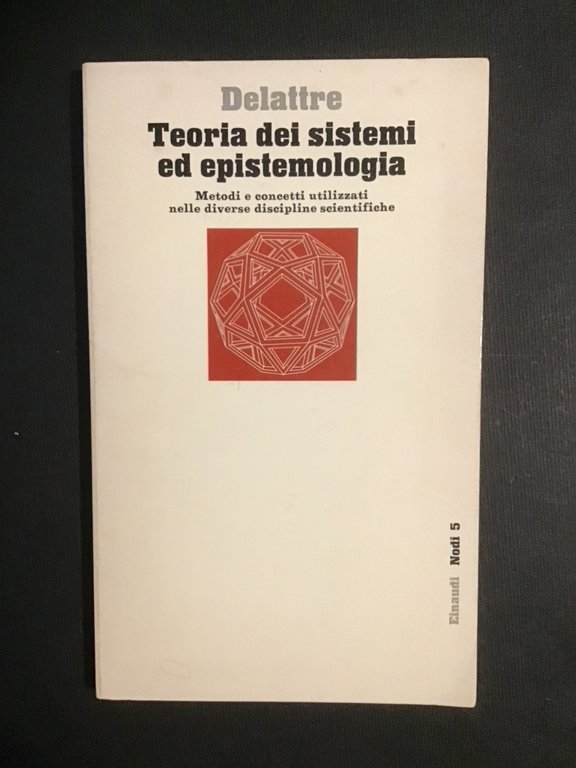 Delattre
Teoria dei sistemi
ed epistemologia
Metodi e concetti utilizzati
nelle diverse discipline scientifiche
Einaudi Nodi 5